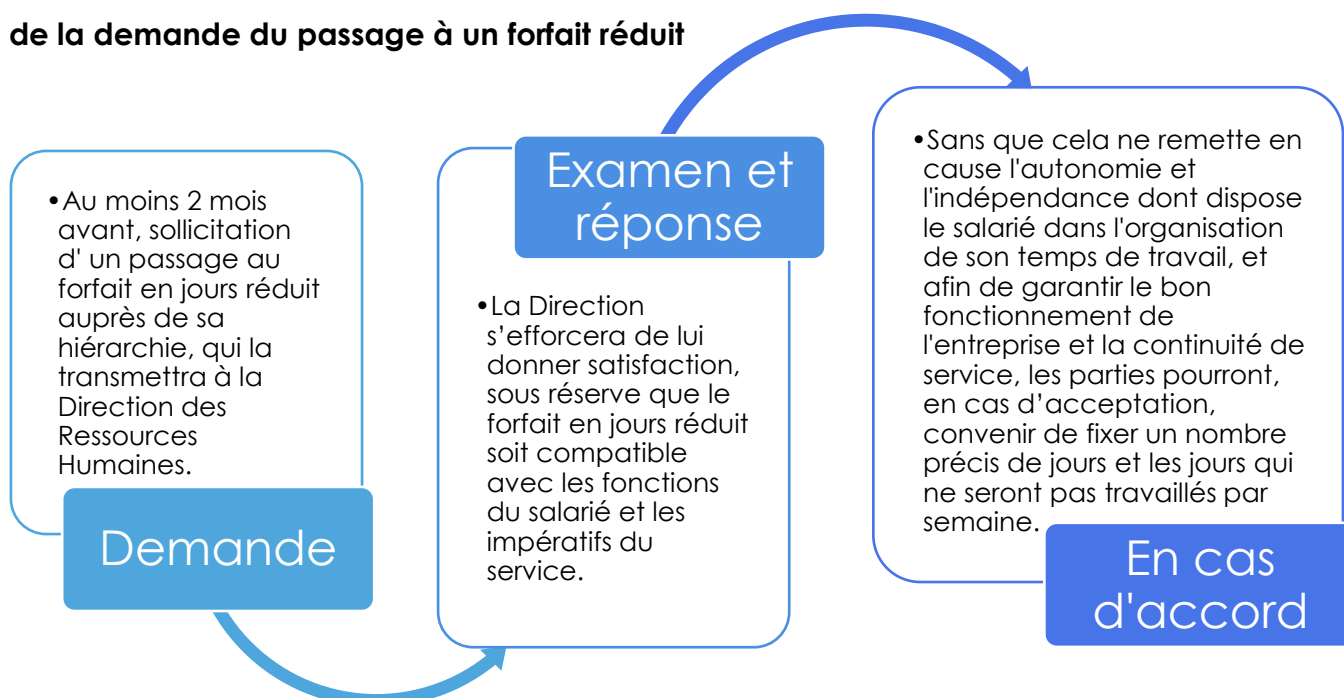 de la demande du passage à un forfait réduit
•Au moins 2 mois
avant, sollicitation
d' un passage au
forfait en jours réduit
auprès de sa
hiérarchie, qui la
transmettra à la
Direction des
Ressources
Humaines.
Demande
Examen et
réponse
•La Direction
s’efforcera de lui
donner satisfaction,
sous réserve que le
forfait en jours réduit
soit compatible
avec les fonctions
du salarié et les
impératifs du
service.
•Sans que cela ne remette en
cause l'autonomie et
l'indépendance dont dispose
le salarié dans l'organisation
de son temps de travail, et
afin de garantir le bon
fonctionnement de
l'entreprise et la continuité de
service, les parties pourront,
en cas d’acceptation,
convenir de fixer un nombre
précis de jours et les jours qui
ne seront pas travaillés par
semaine.
En cas
d'accord